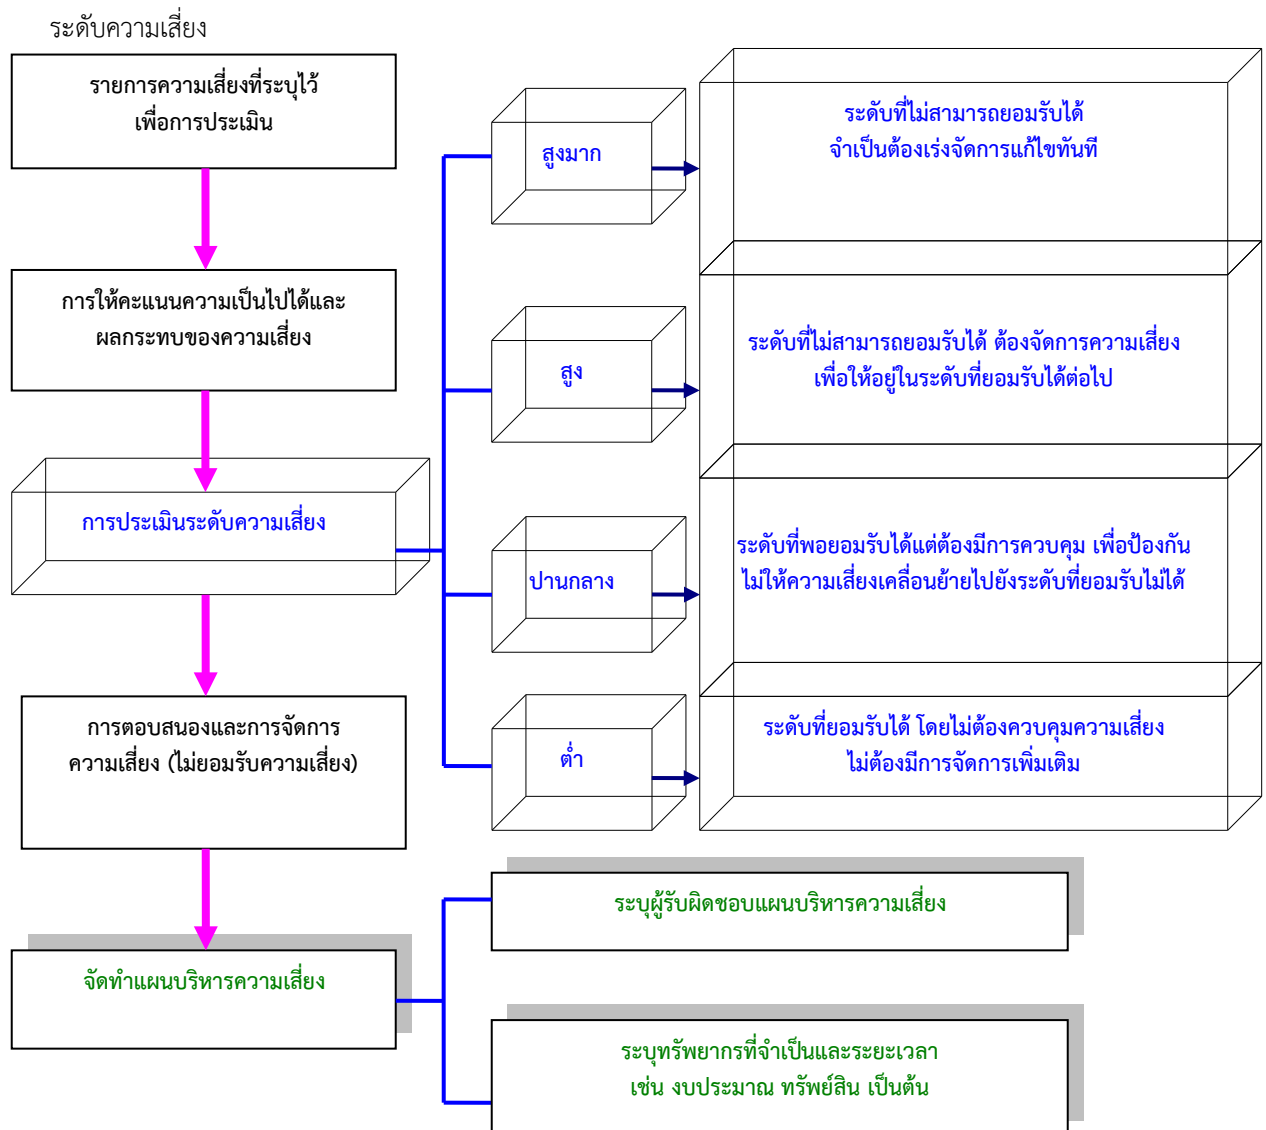 ระดับความเสี่ยง
รายการความเสี่ยงที่ระบุไว้
เพื่อการประเมิน
การให้คะแนนความเป็นไปได้และ
ผลกระทบของความเสี่ยง
การประเมินระดับความเสี่ยง
การตอบสนองและการจัดการ
ความเสี่ยง (ไม่ยอมรับความเสี่ยง)
จัดทำแผนบริหารความเสี่ยง
สูงมาก
ระดับที่ไม่สามารถยอมรับได้
จำเป็นต้องเร่งจัดการแก้ไขทันที
สูง
ระดับที่ไม่สามารถยอมรับได้ ต้องจัดการความเสี่ยง
เพื่อให้อยู่ในระดับที่ยอมรับได้ต่อไป
ปานกลาง
ระดับที่พอยอมรับได้แต่ต้องมีการควบคุม เพื่อป้องกัน
ไม่ให้ความเสี่ยงเคลื่อนย้ายไปยังระดับที่ยอมรับไม่ได้
ต่ำ
ระดับที่ยอมรับได้ โดยไม่ต้องควบคุมความเสี่ยง
ไม่ต้องมีการจัดการเพิ่มเติม
ระบุผู้รับผิดชอบแผนบริหารความเสี่ยง
ระบุทรัพยากรที่จำเป็นและระยะเวลา
เช่น งบประมาณ ทรัพย์สิน เป็นต้น